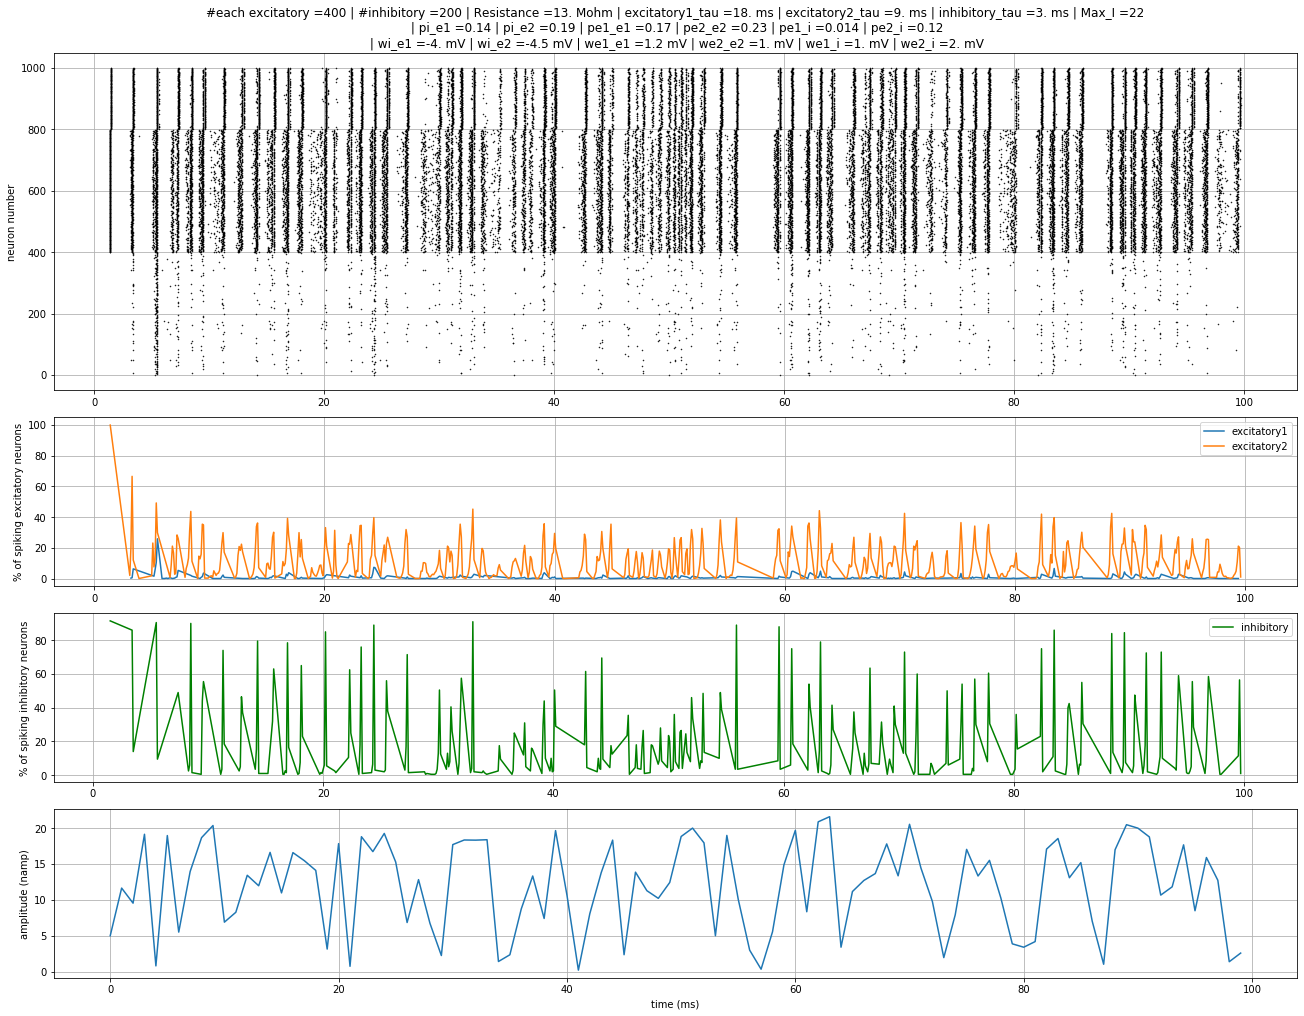 #each excitatory =400 | #inhibitory =200 | Resistance =13. Mohm | excitatory1_tau =18. ms | excitatory2_tau =9. ms | inhibitory_tau =3. ms | Max_I =22
| pi_e1 =0.14 | pi_e2 =0.19 | pe1_e1 =0.17 | pe2_e2 =0.23 | pe1_i =0.014 | pe2_i =0.12
| wi_e1 =-4. mV | wi_e2 =-4.5 mV | we1_e1 =1.2 mV | we2_e2 =1. mV | we1_i =1. mV | we2_i =2. mV
neuron number
1000
800
600
400
200
0
0 20 40 60 80 100
% of spiking excitatory neurons
100
80
60
40
20
0
excitatory1
excitatory2
0 20 40 60 80 100
% of spiking inhibitory neurons
80
60
40
20
0
inhibitory
0 20 40 60 80 100
amplitude (namp)
20
15
10
5
0
0 20 40 60 80 100
time (ms)